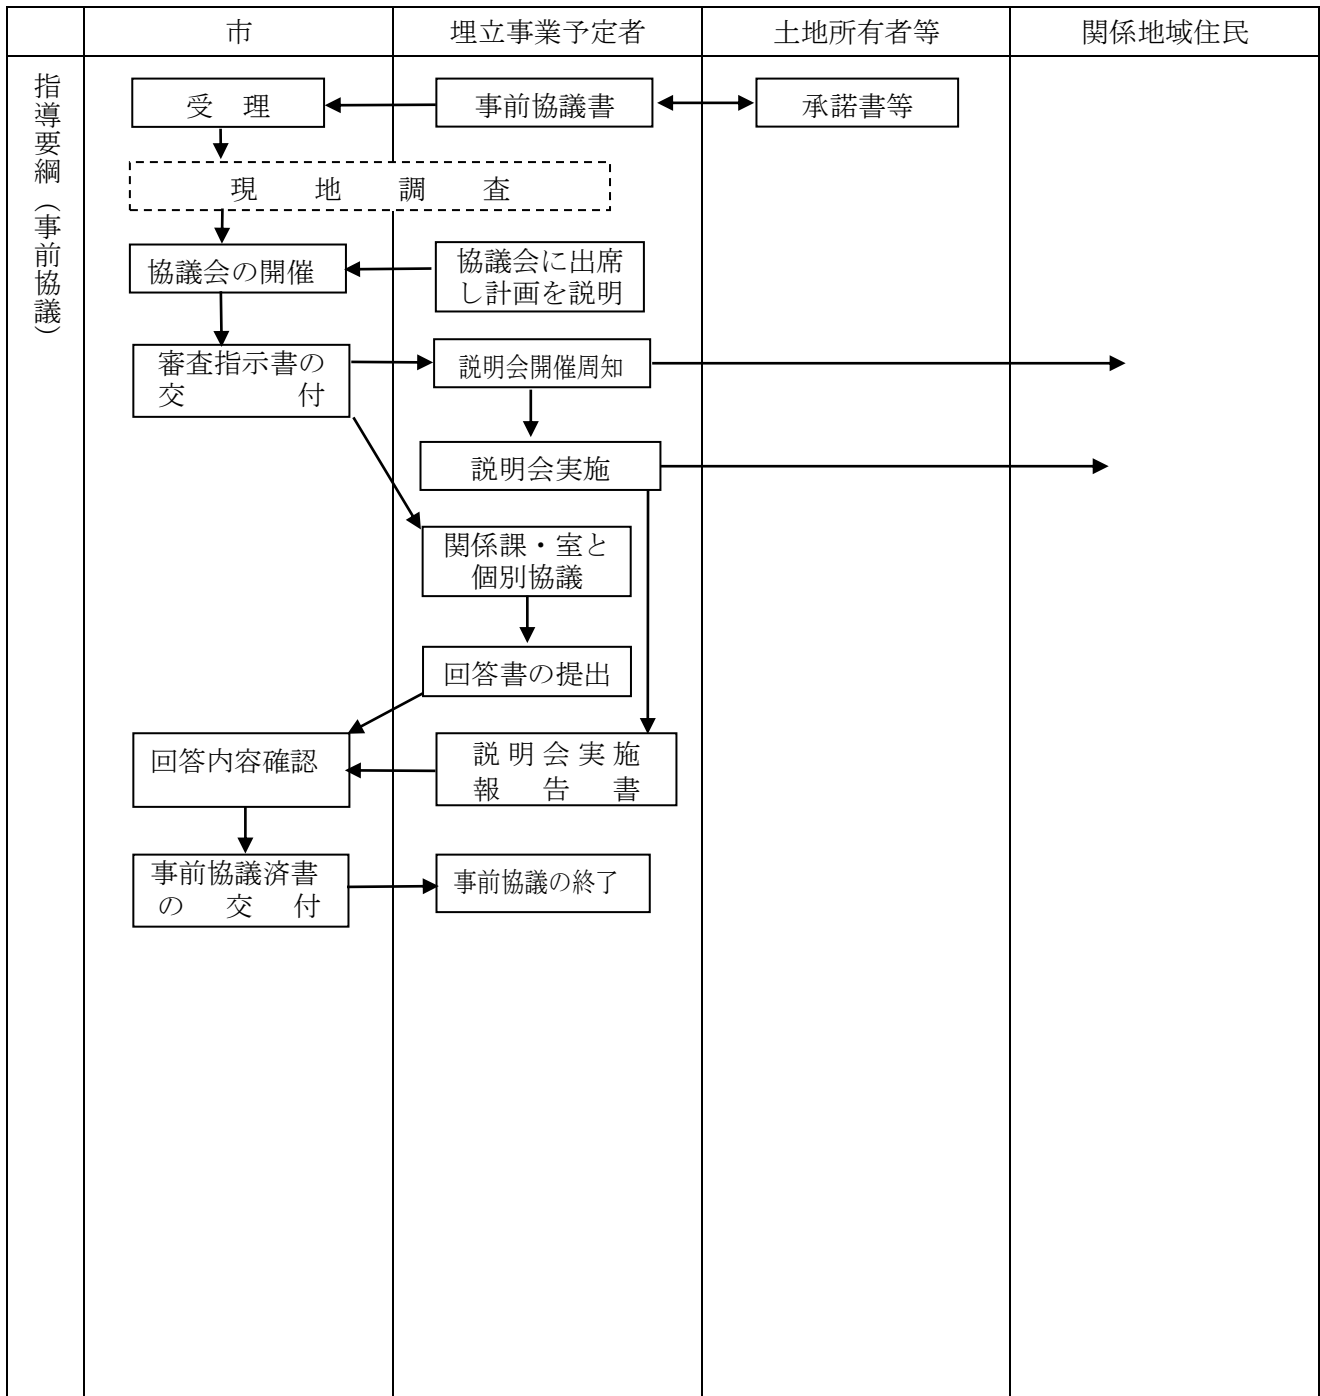 市
埋立事業予定者
土地所有者等
関係地域住民
指導要綱(事前協議)
受 理
事前協議書
承諾書等
現 地 調 査
協議会の開催
協議会に出席
し計画を説明
審査指示書の
交 付
説明会開催周知
説明会実施
関係課・室と
個別協議
回答書の提出
回答内容確認
説明会実施
報 告 書
事前協議済書
の 交 付
事前協議の終了